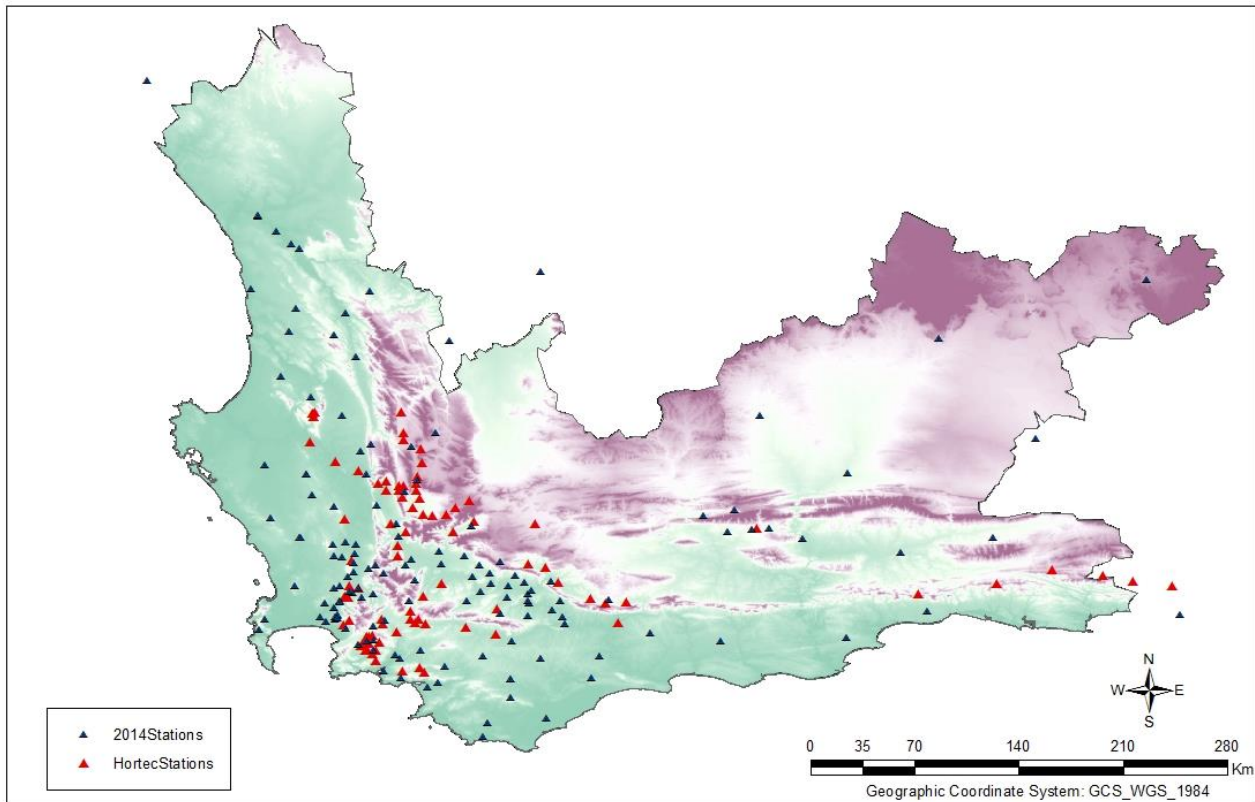 N
W E
S
2014Stations
HortecStations
0 35 70 140 210 280
Km
Geographic Coordinate System: GCS_WGS_1984